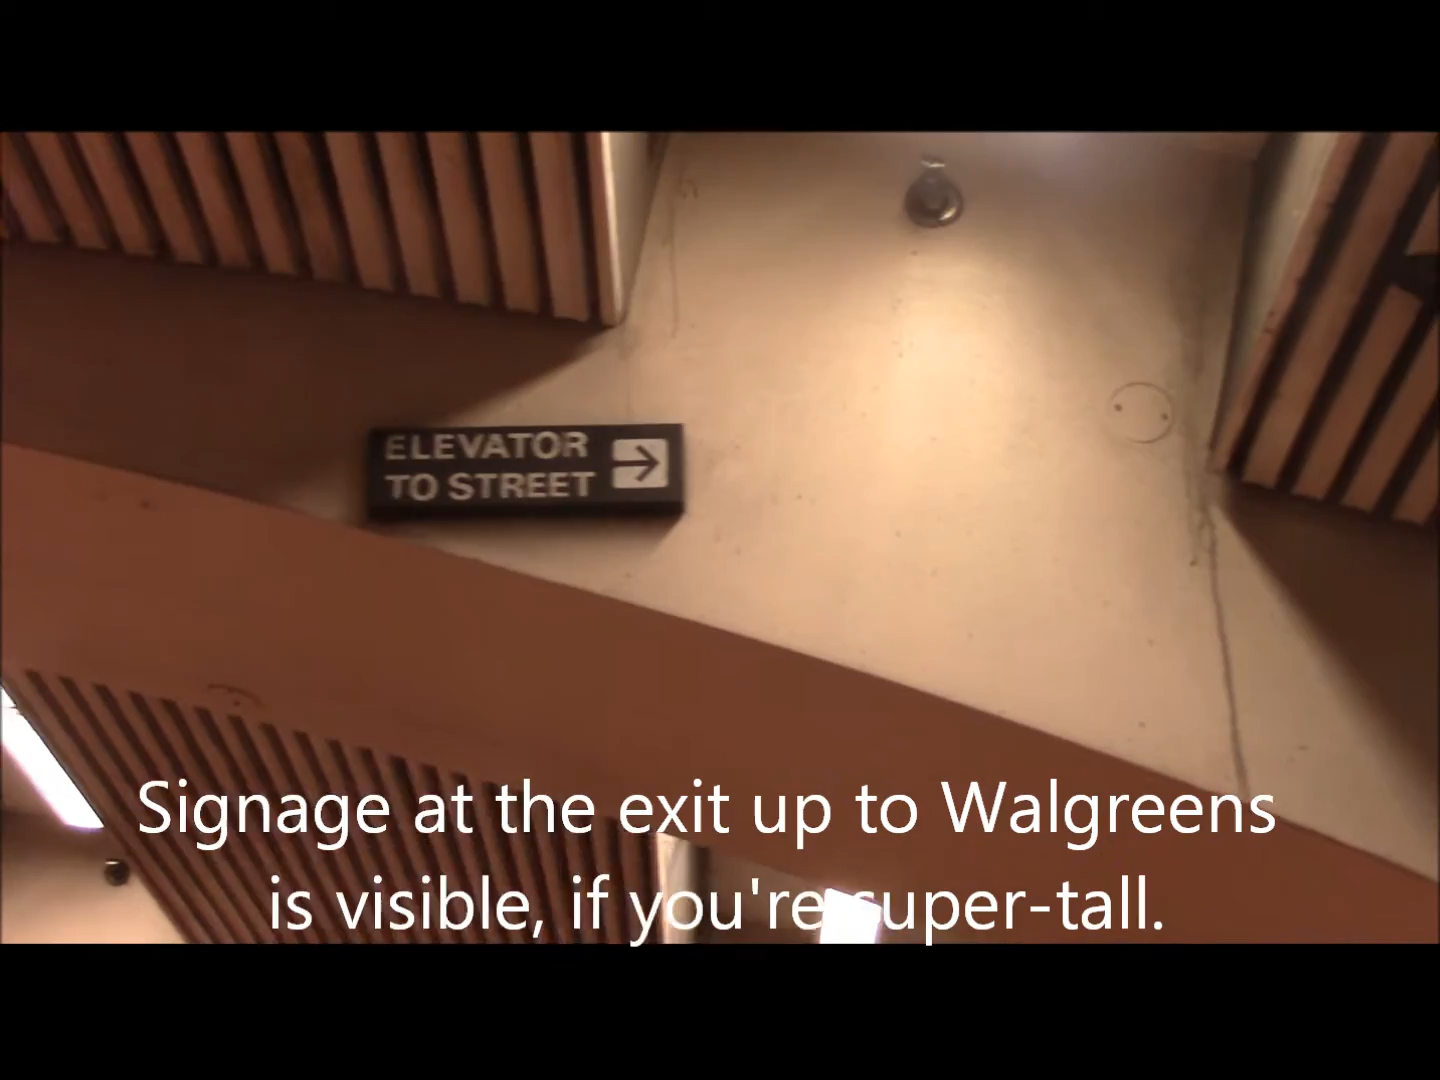 ELEVATOR
TO STREET
Signage at the exit up to Walgreens
is visible, if you're super-tall.